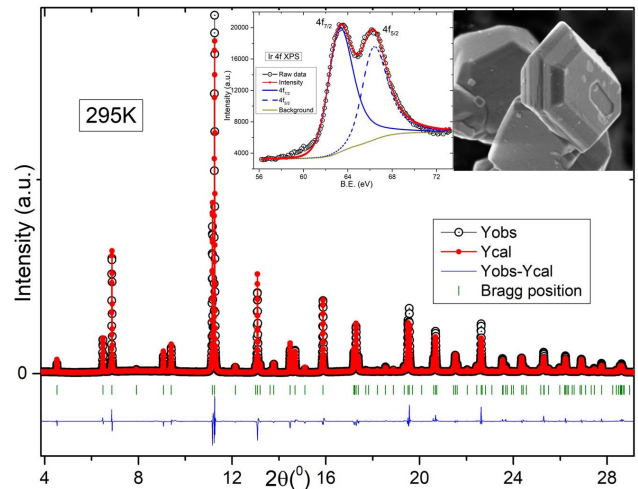 4f7/2
4f5/2
20000
16000
12000
8000
4000
Intensity (a.u.)
Ir 4f XPS
Raw data
Intensity
4f7/2
4f5/2
Background
56 60 64 68 72
B.E. (eV)
295K
Intensity (a.u.)
Yobs
Ycal
Yobs-Ycal
Bragg position
0
4 8 12 16 20 24 28
2θ(⁰)